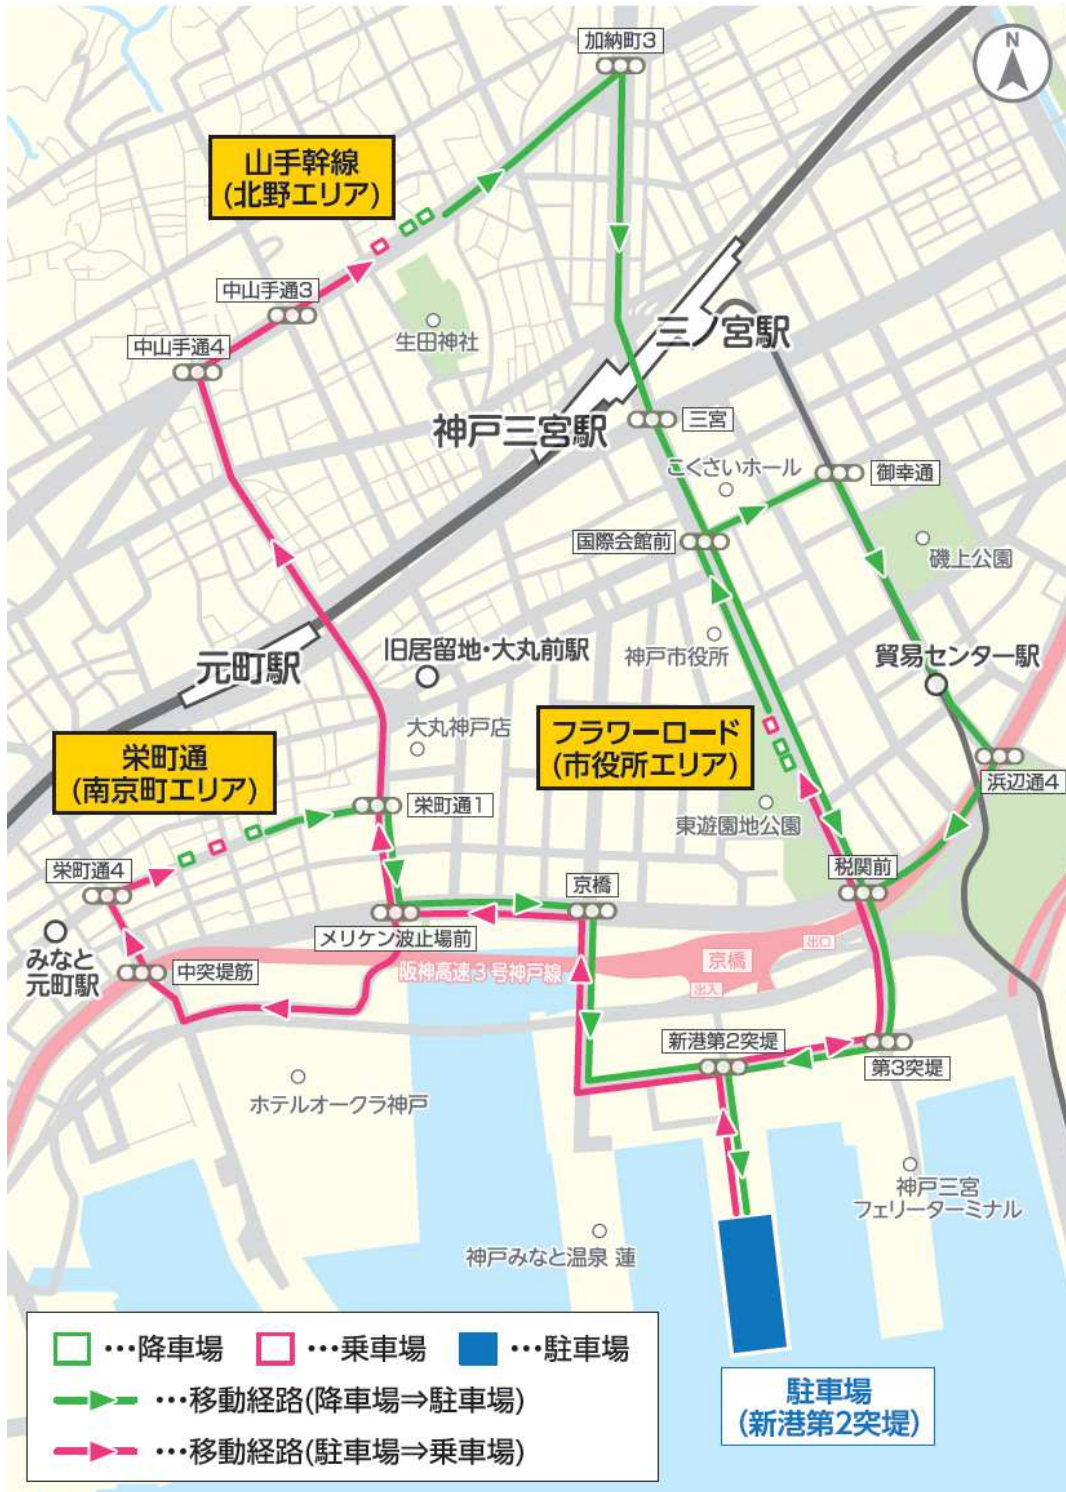 加納町3
N
山手幹線
(北野エリア)
中山手通3
生田神社
中山手通4
三ノ宮駅
神戸三宮駅
三宮
こくさいホール
御幸通
国際会館前
磯上公園
元町駅
旧居留地・大丸前駅
神戸市役所
貿易センター駅
大丸神戸店
フラワーロード
(市役所エリア)
栄町通
(南京町エリア)
浜辺通4
栄町通1
東遊園地公園
栄町通4
税関前
京橋
メリケン波止場前
みなと
元町駅
中突堤筋
阪神高速3号神戸線
京橋
出口
出入
新港第2突堤
第3突堤
ホテルオークラ神戸
神戸三宮
フェリーターミナル
神戸みなと温泉 蓮
…降車場
…乗車場
…駐車場
…移動経路(降車場⇒駐車場)
…移動経路(駐車場⇒乗車場)
駐車場
(新港第2突堤)